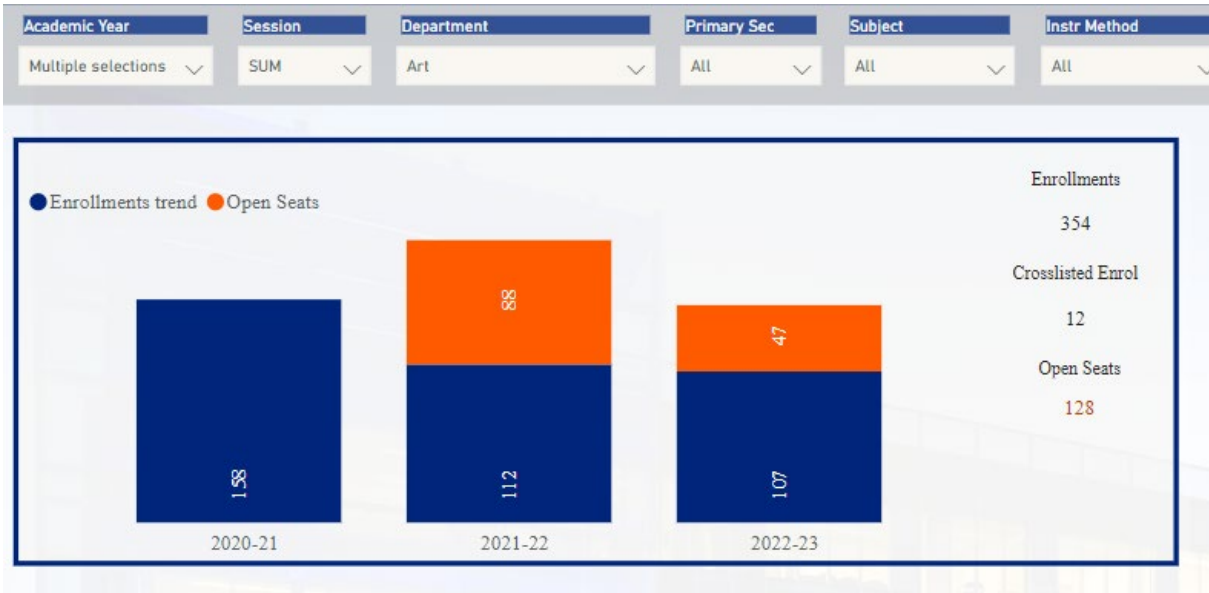 Academic Year Session Department Primary Sec Subject Instr Method
Multiple selections SUM Art All All All
Enrollments trend Open Seats
Enrollments
354
Crosslisted Enrol
12
Open Seats
128
88
47
158
112
107
2020-21 2021-22 2022-23